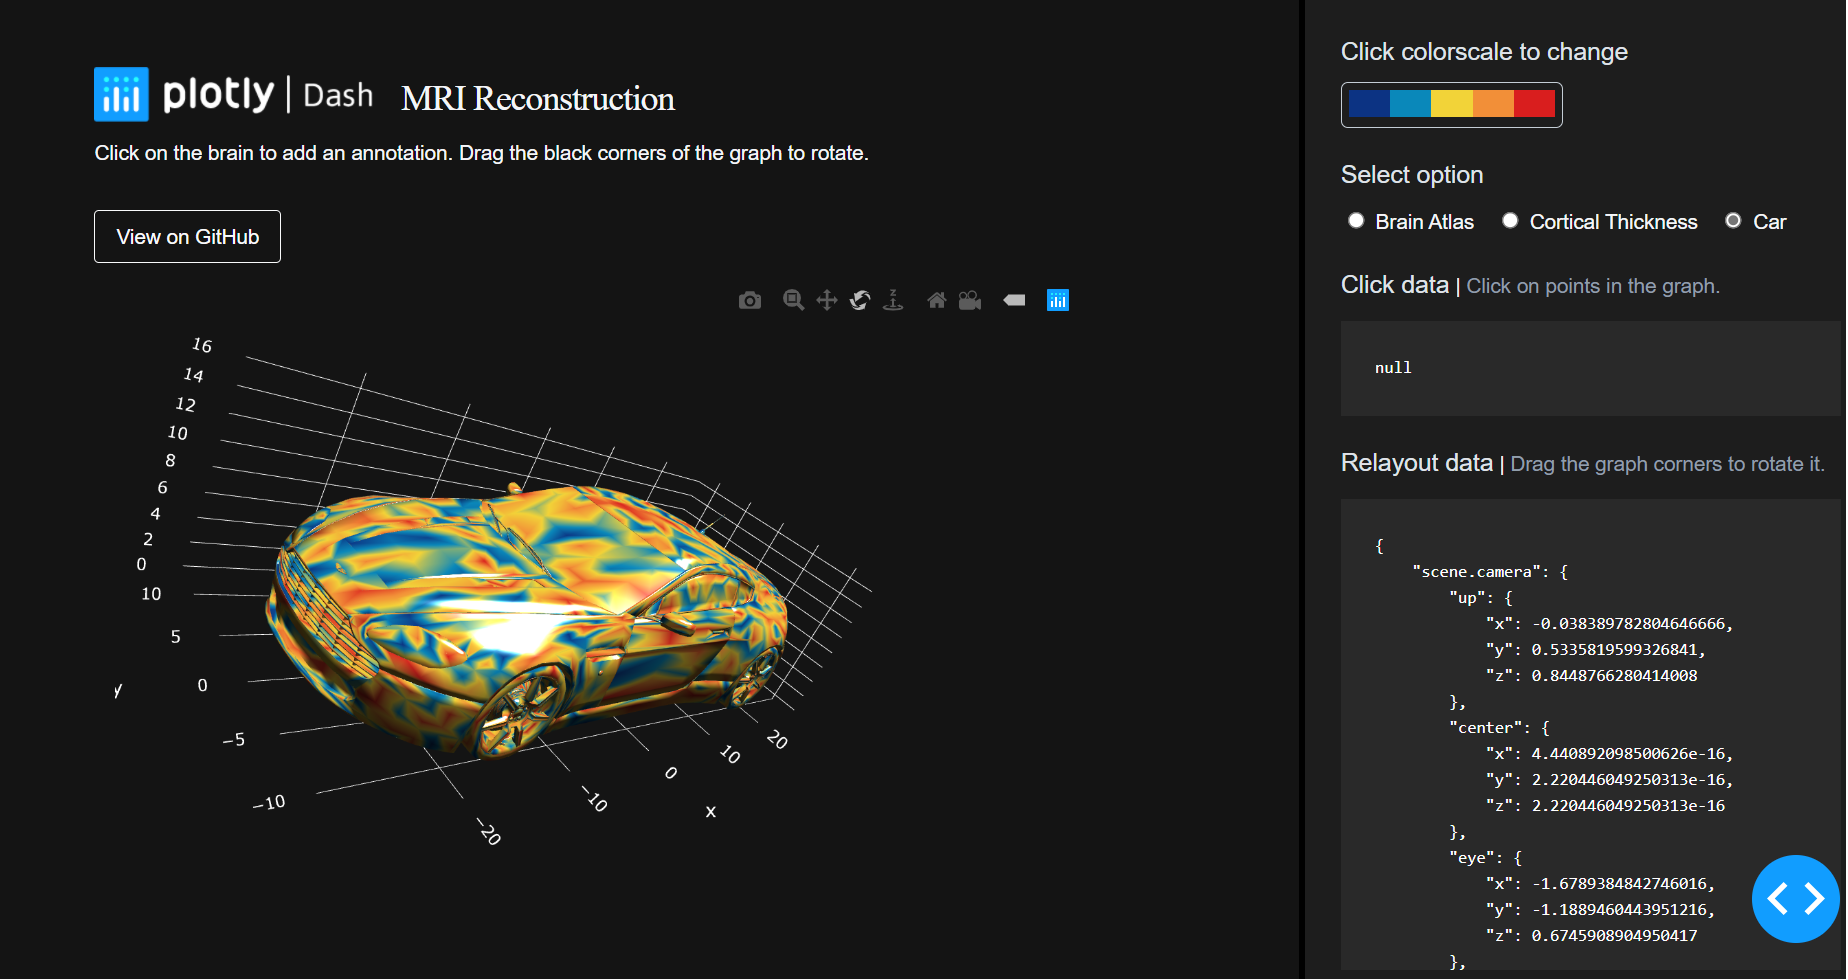 plotly | Dash MRI Reconstruction
Click on the brain to add an annotation. Drag the black corners of the graph to rotate.
View on GitHub
z
16
14
12
10
8
6
4
2
0
10
5
0
−5
−10
y
−20
−10
0
10
20
x
Click colorscale to change
Select option
Brain Atlas Cortical Thickness Car
Click data | Click on points in the graph.
null
Relayout data | Drag the graph corners to rotate it.
{
"scene.camera": {
"up": {
"x": -0.038389782804646666,
"y": 0.5335819599326841,
"z": 0.8448766280414008
},
"center": {
"x": 4.440892098500626e-16,
"y": 2.220446049250313e-16,
"z": 2.220446049250313e-16
},
"eye": {
"x": -1.6789384842746016,
"y": -1.1889460443951216,
"z": 0.6745908904950417
},